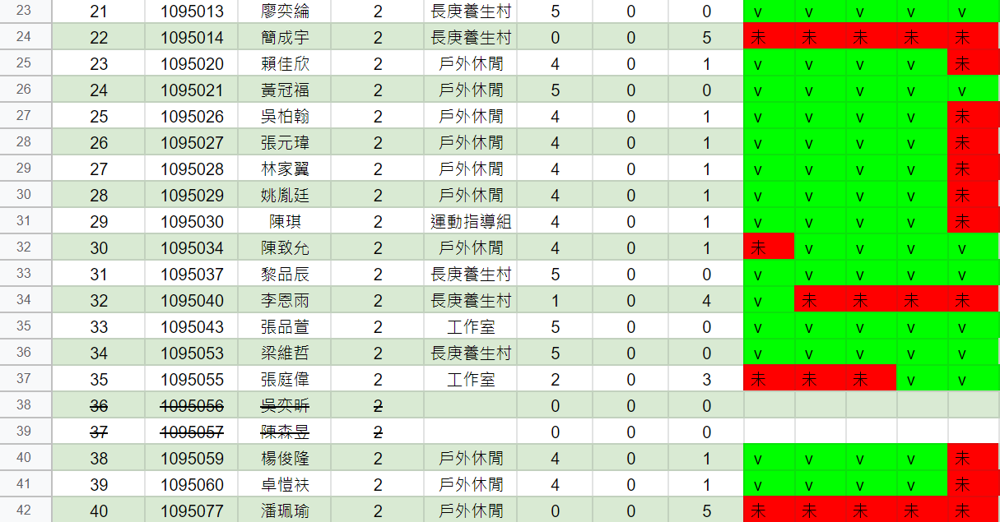 23 21 1095013 廖奕綸 2 長庚養生村 5 0 0 v v v v v
24 22 1095014 簡成宇 2 長庚養生村 0 0 5 未 未 未 未 未
25 23 1095020 賴佳欣 2 戶外休閒 4 0 1 v v v v 未
26 24 1095021 黃冠福 2 戶外休閒 5 0 0 v v v v v
27 25 1095026 吳柏翰 2 戶外休閒 4 0 1 v v v v 未
28 26 1095027 張元瑋 2 戶外休閒 4 0 1 v v v v 未
29 27 1095028 林家翼 2 戶外休閒 4 0 1 v v v v 未
30 28 1095029 姚胤廷 2 戶外休閒 4 0 1 v v v v 未
31 29 1095030 陳琪 2 運動指導組 4 0 1 v v v v 未
32 30 1095034 陳致允 2 戶外休閒 4 0 1 未 v v v v
33 31 1095037 黎品辰 2 長庚養生村 5 0 0 v v v v v
34 32 1095040 李恩雨 2 長庚養生村 1 0 4 v 未 未 未 未
35 33 1095043 張品萱 2 工作室 5 0 0 v v v v v
36 34 1095053 梁維哲 2 長庚養生村 5 0 0 v v v v v
37 35 1095055 張庭偉 2 工作室 2 0 3 未 未 未 v v
38 36 1095056 吳奕昕 2 0 0 0
39 37 1095057 陳森昱 2 0 0 0
40 38 1095059 楊俊隆 2 戶外休閒 4 0 1 v v v v 未
41 39 1095060 卓愷祆 2 戶外休閒 4 0 1 v v v v 未
42 40 1095077 潘珮瑜 2 戶外休閒 0 0 5 未 未 未 未 未